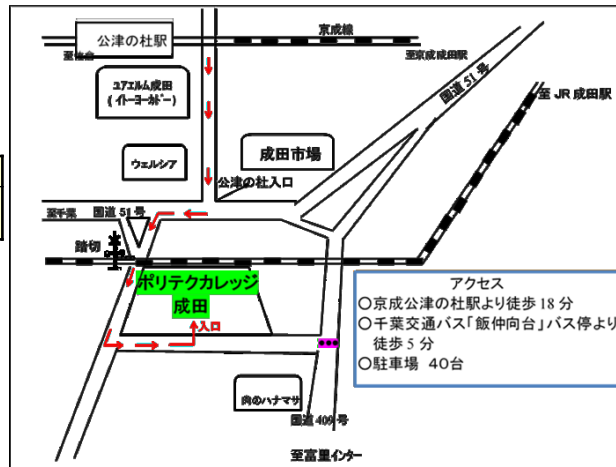 公津の杜駅
京成線
至京成成田駅
国道51号
至JR成田駅
ユアエルム成田
(イトーヨーカドー)
ウェルシア
成田市場
公津の杜入口
至千葉
国道51号
踏切
ポリテクカレッジ
成田
入口
アクセス
○京成公津の杜駅より徒歩18分
○千葉交通バス「飯仲向台」バス停より
徒歩5分
○駐車場 40台
肉のハナマサ
国道409号
至富里インター